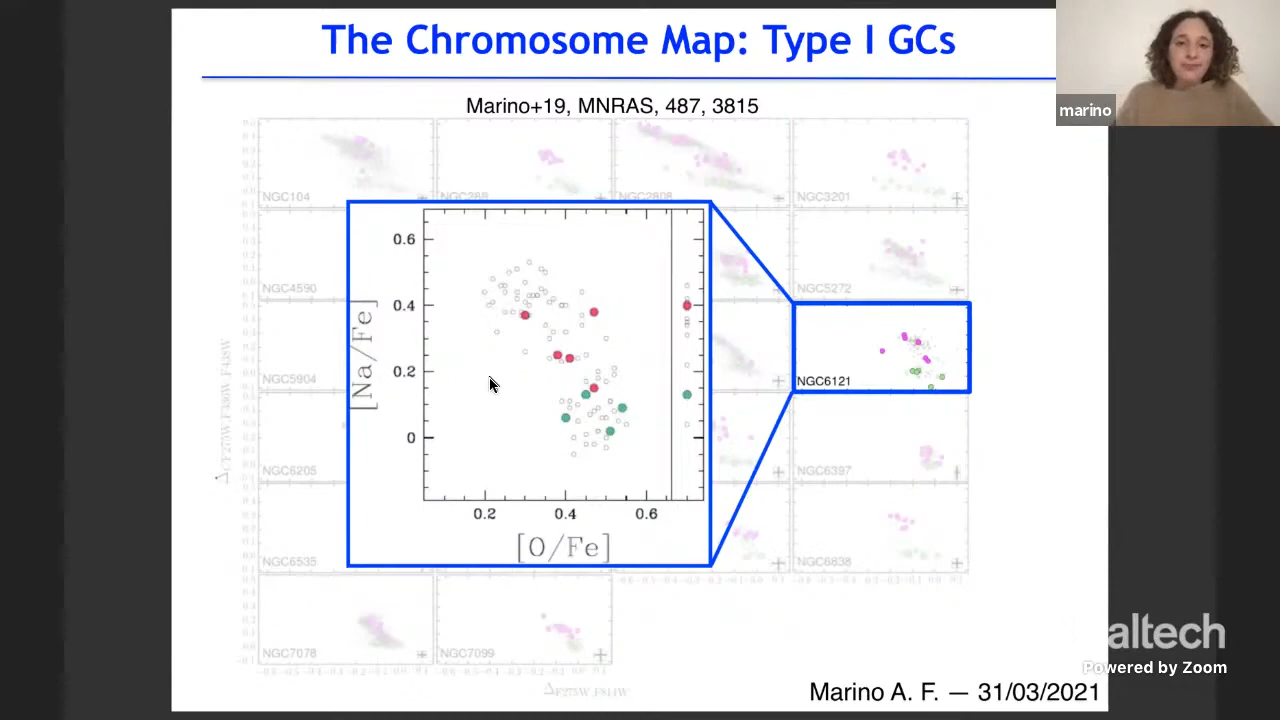 The Chromosome Map: Type I GCs
marino
Marino+19, MNRAS, 487, 3815
NGC104
NGC288
NGC2808
NGC3201
NGC4590
NGC5272
NGC5904
NGC6121
NGC6205
NGC6397
NGC6535
NGC6838
NGC7078
NGC7099
[Na/Fe]
0.6
0.4
0.2
0
0.2 0.4 0.6
[O/Fe]
altech
Powered by Zoom
Marino A. F. — 31/03/2021